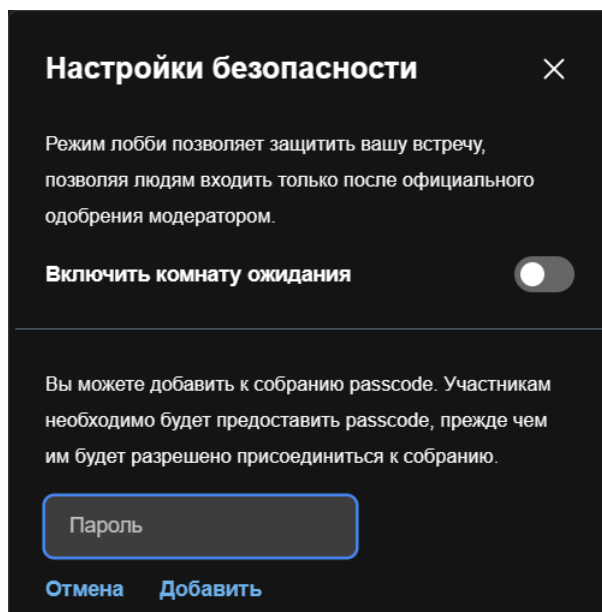 Настройки безопасности
Режим лобби позволяет защитить вашу встречу,
позволяя людям входить только после официального
одобрения модератором.
Включить комнату ожидания
Вы можете добавить к собранию passcode. Участникам
необходимо будет предоставить passcode, прежде чем
им будет разрешено присоединиться к собранию.
Пароль
Отмена Добавить